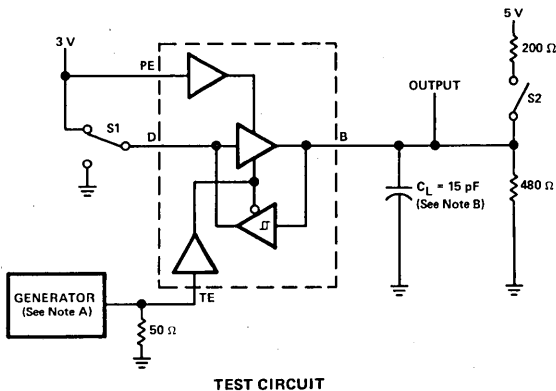 5 V
3 V
200 Ω
PE
OUTPUT
S2
S1
D
B
C_L = 15 pF
(See Note B)
480 Ω
GENERATOR
(See Note A)
TE
50 Ω
TEST CIRCUIT